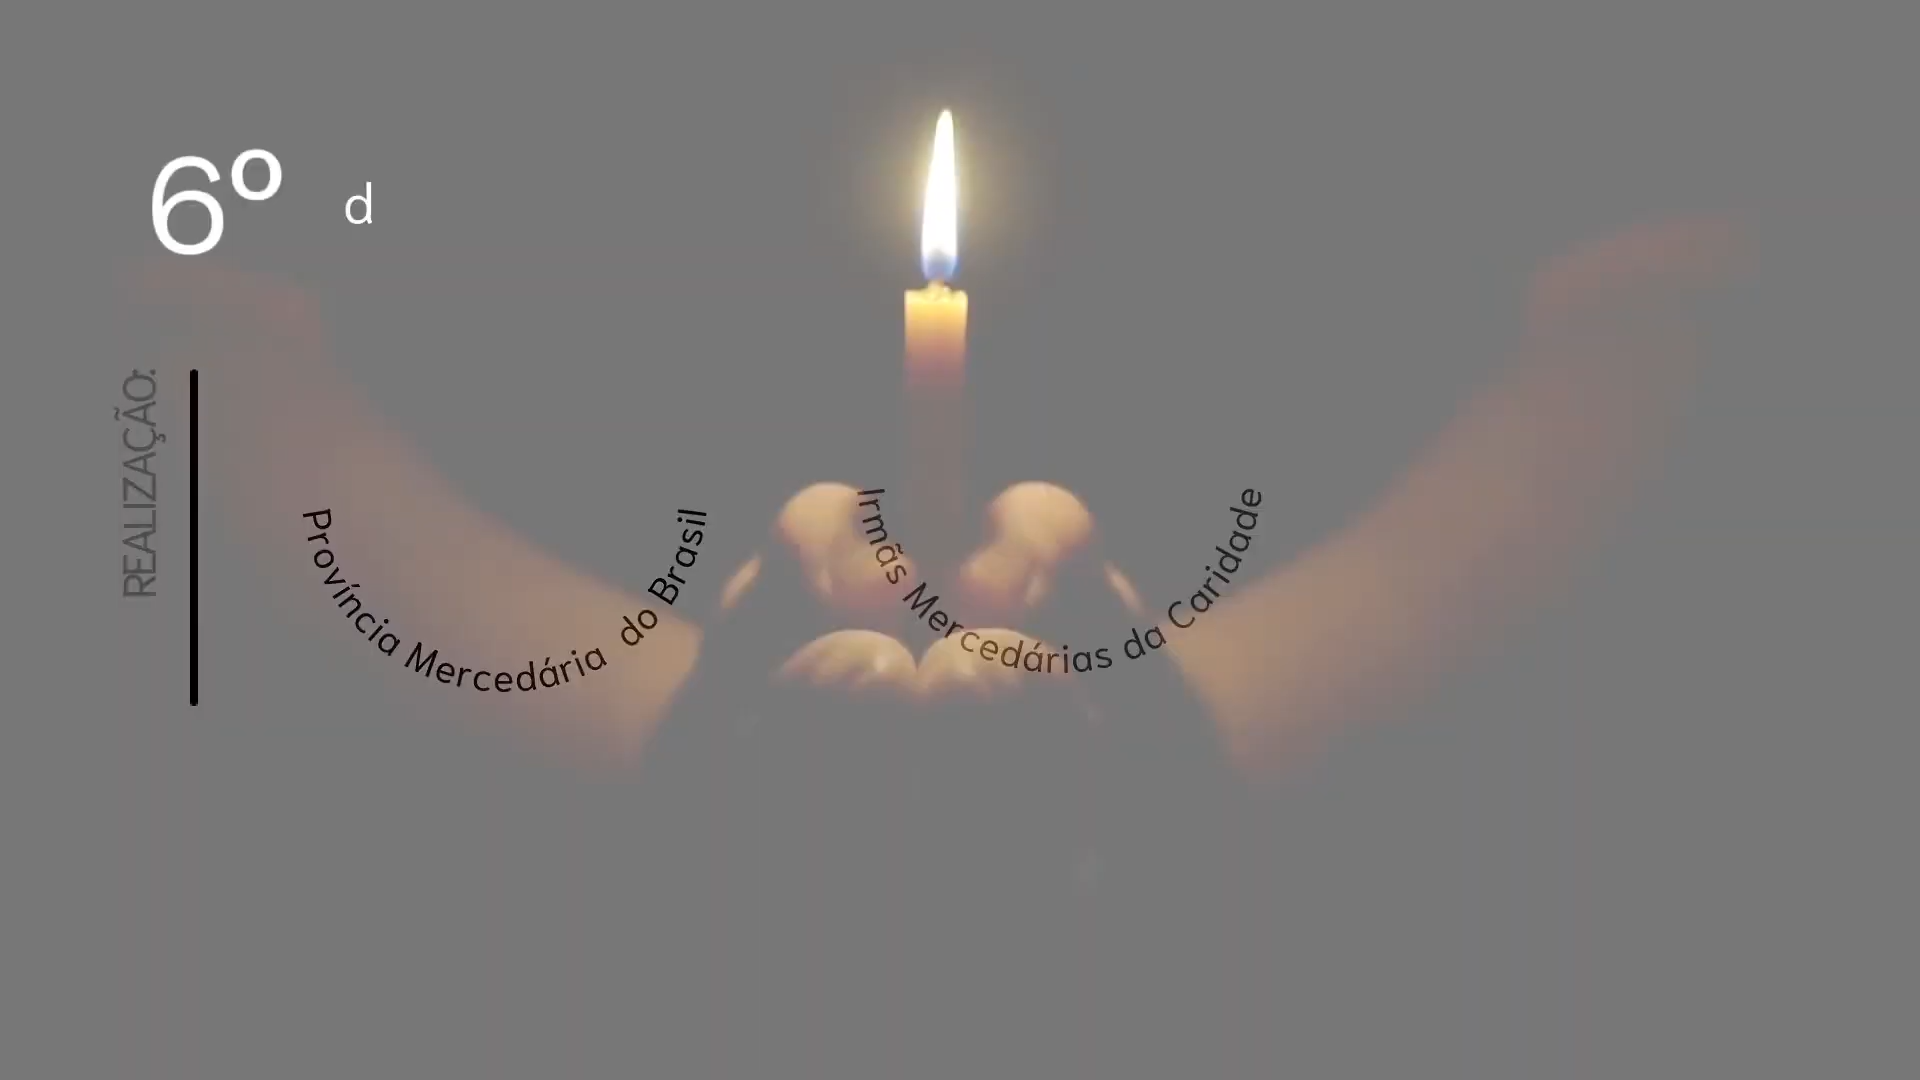 6º d
REALIZAÇÃO:
Província Mercedária do Brasil
Irmãs Mercedárias da Caridade